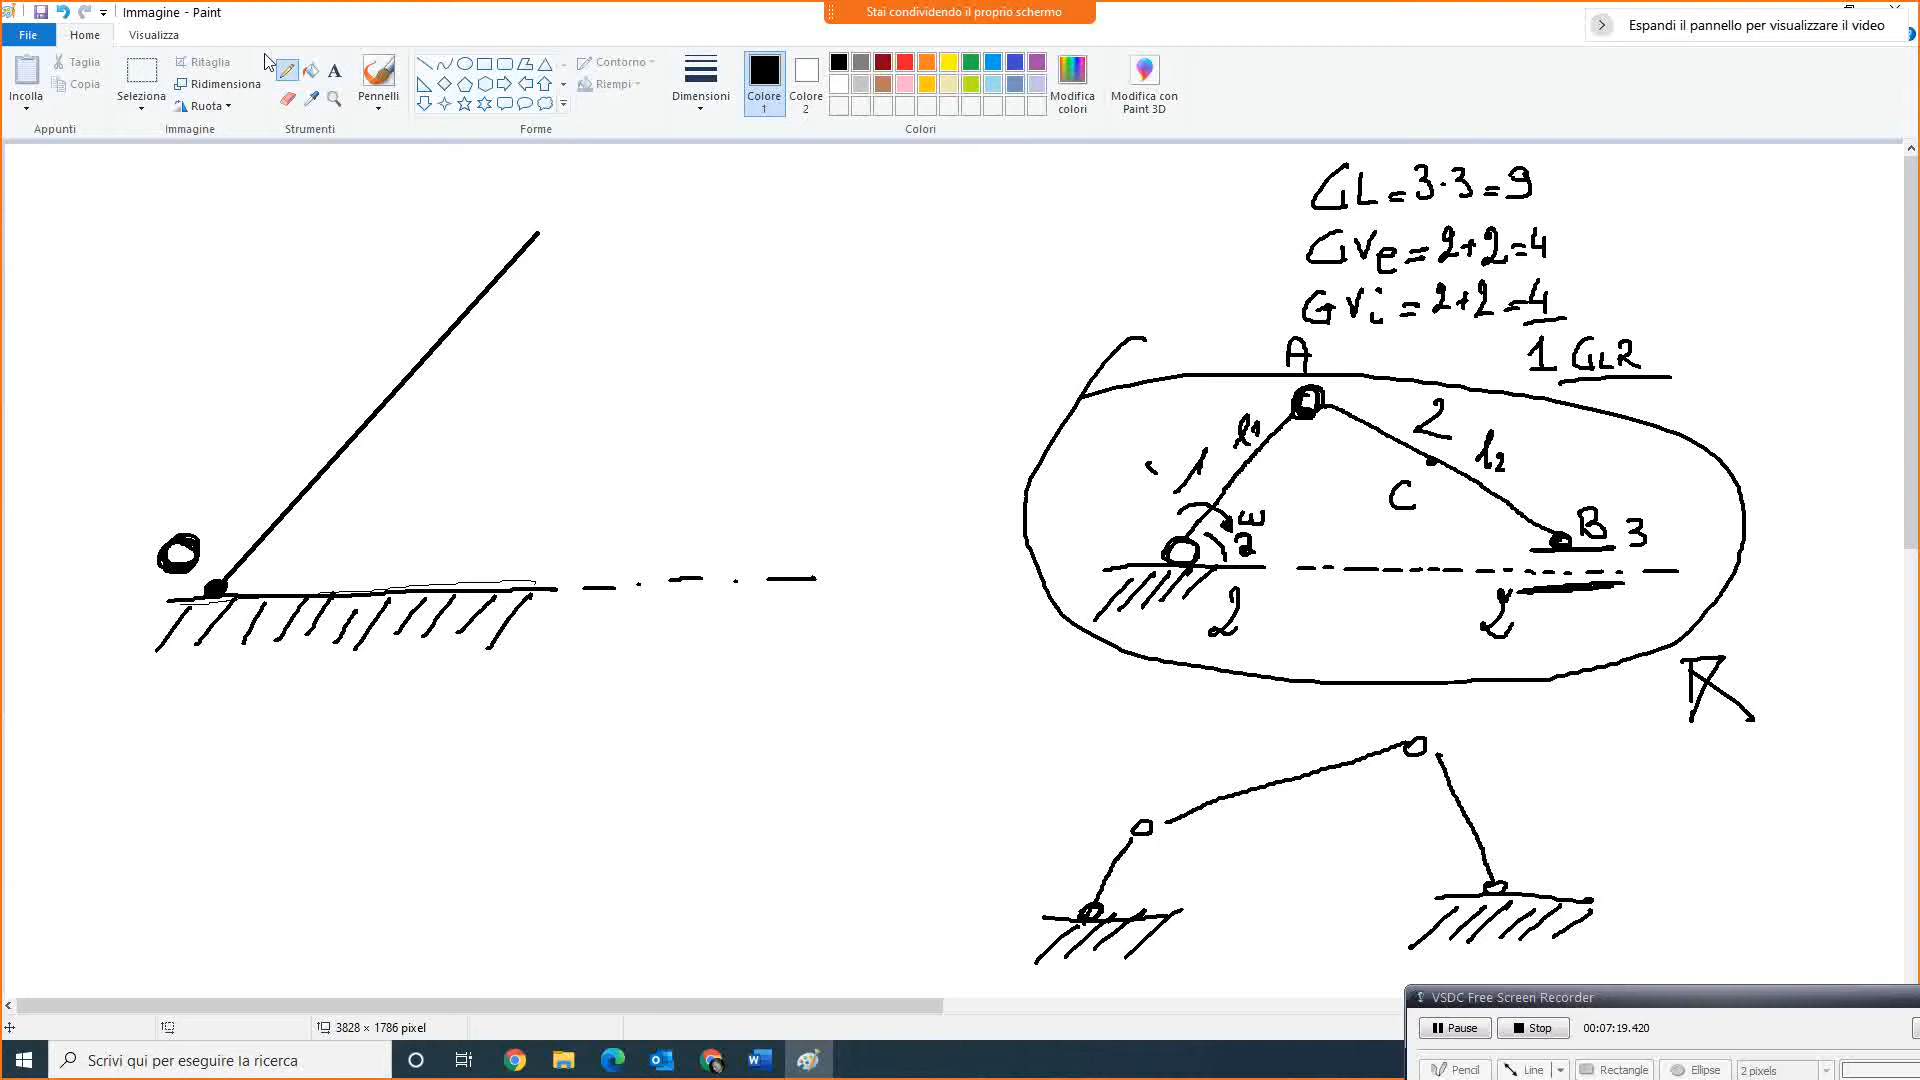 Immagine - Paint
Stai condividendo il proprio schermo
Espandi il pannello per visualizzare il video
File
Home
Visualizza
Incolla
Taglia
Copia
Appunti
Seleziona
Ritaglia
Ridimensiona
Ruota
Immagine
A
Strumenti
Pennelli
Contorno
Riempi
Forme
Dimensioni
Colore 1
Colore 2
Modifica colori
Modifica con Paint 3D
Colori
GL = 3·3 = 9
GVe = 2+2 = 4
GVi = 2+2 = 4
1 GLR
A
l1
1
2
l2
C
ω
B 3
2
2
O
3828 × 1786 pixel
VSDC Free Screen Recorder
Pause
Stop
00:07:19.420
Pencil
Line
Rectangle
Ellipse
2 pixels
Scrivi qui per eseguire la ricerca